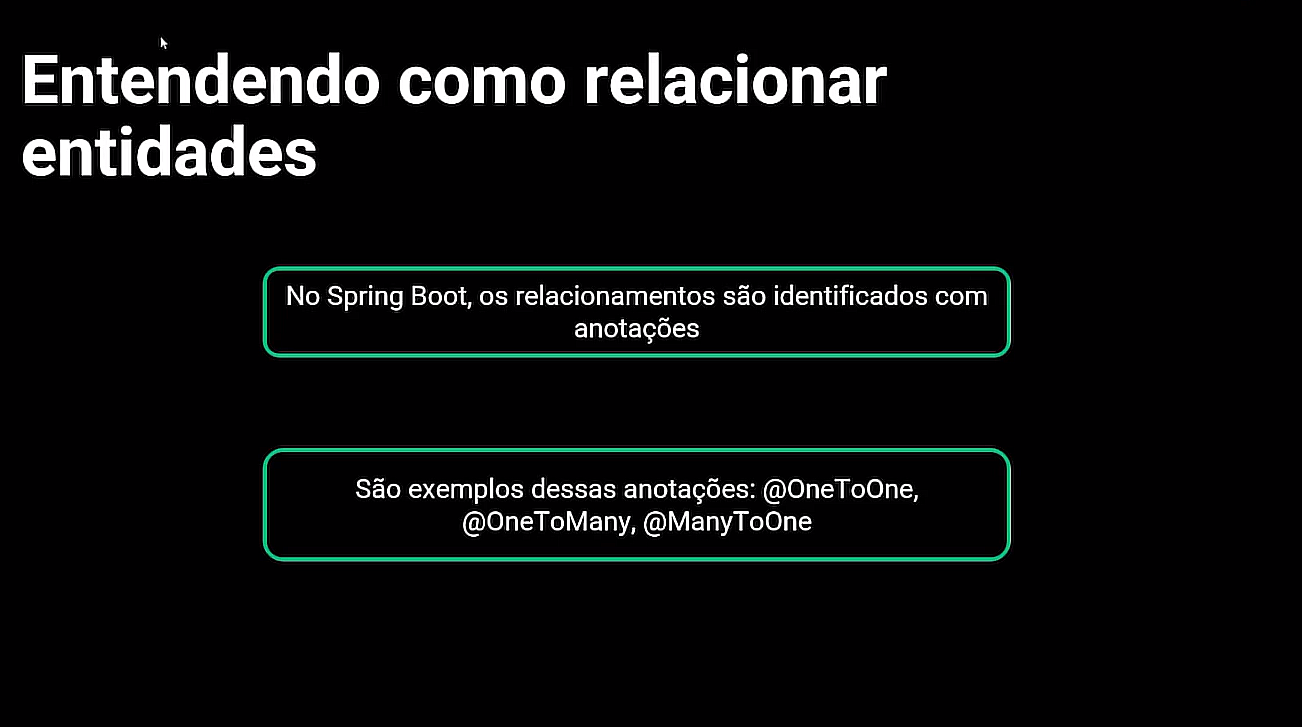 Entendendo como relacionar
entidades
No Spring Boot, os relacionamentos são identificados com
anotações
São exemplos dessas anotações: @OneToOne,
@OneToMany, @ManyToOne